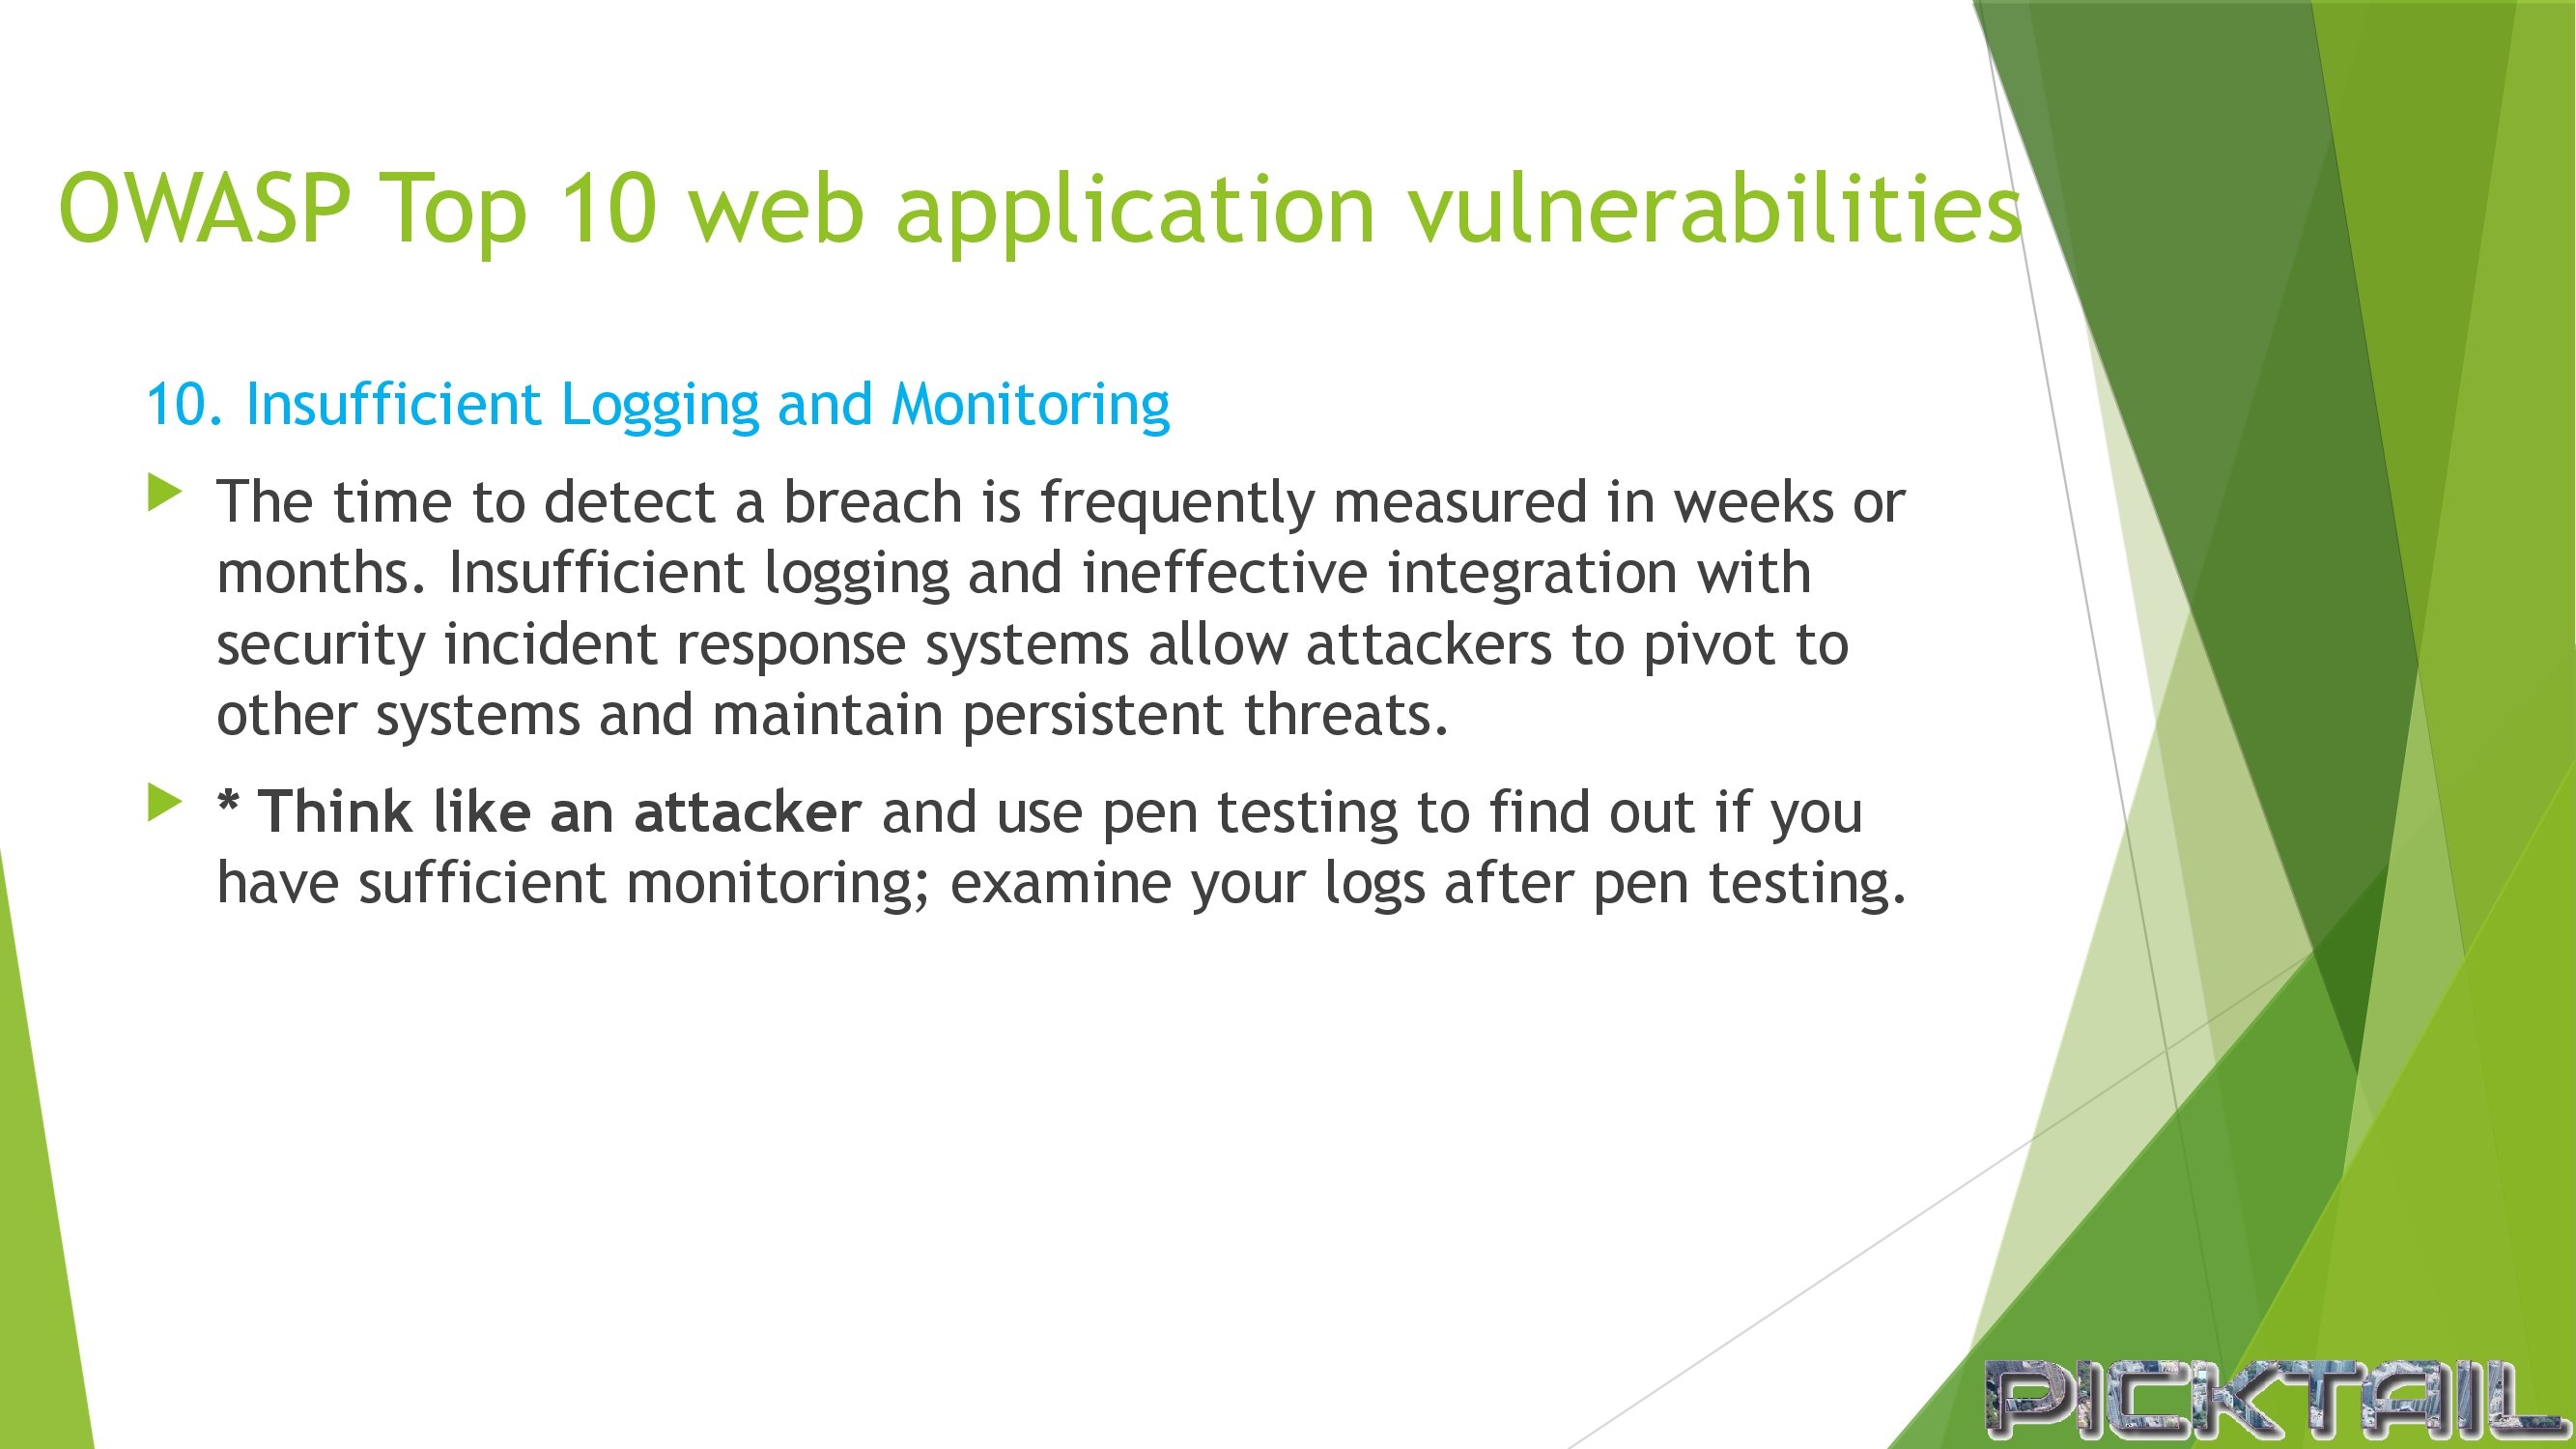 OWASP Top 10 web application vulnerabilities
10. Insufficient Logging and Monitoring
The time to detect a breach is frequently measured in weeks or
months. Insufficient logging and ineffective integration with
security incident response systems allow attackers to pivot to
other systems and maintain persistent threats.
* Think like an attacker and use pen testing to find out if you
have sufficient monitoring; examine your logs after pen testing.
PICKTAIL